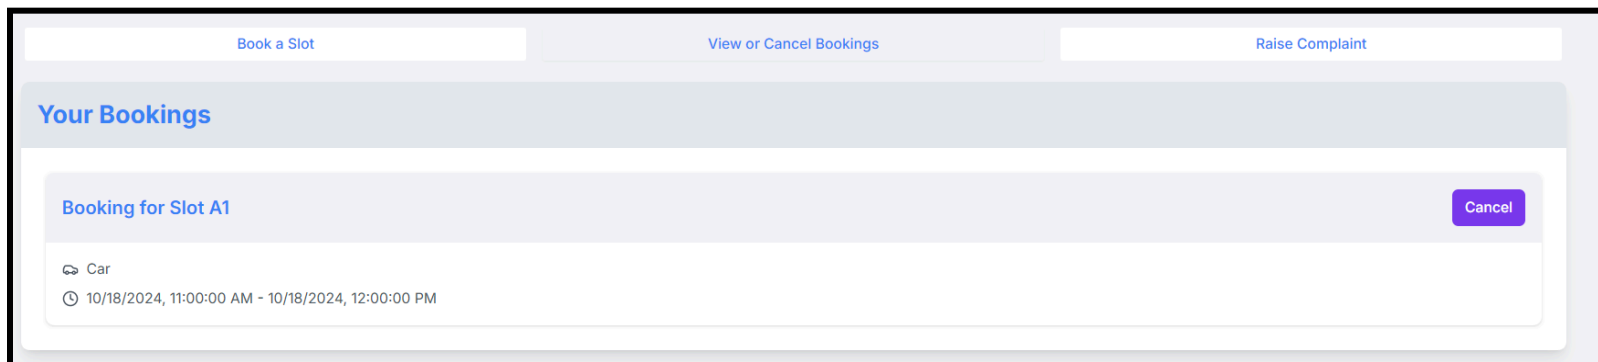 Book a Slot
View or Cancel Bookings
Raise Complaint
Your Bookings
Booking for Slot A1
Cancel
Car
10/18/2024, 11:00:00 AM - 10/18/2024, 12:00:00 PM